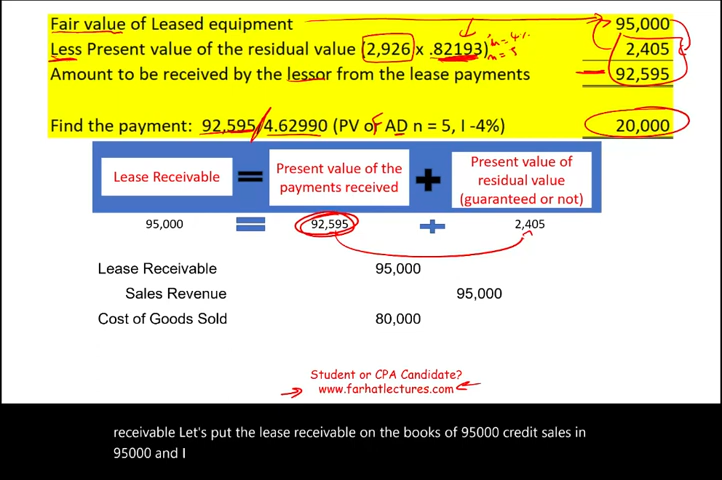 Fair value of Leased equipment 95,000
Less Present value of the residual value (2,926 x .82193) 2,405
n=4%
n=5
Amount to be received by the lessor from the lease payments 92,595
Find the payment: 92,595/4.62990 (PV of AD n = 5, I -4%) 20,000
Lease Receivable = Present value of the payments received + Present value of residual value (guaranteed or not)
95,000 = 92,595 + 2,405
Lease Receivable 95,000
Sales Revenue 95,000
Cost of Goods Sold 80,000
Student or CPA Candidate?
www.farhatlectures.com
receivable Let's put the lease receivable on the books of 95000 credit sales in
95000 and I